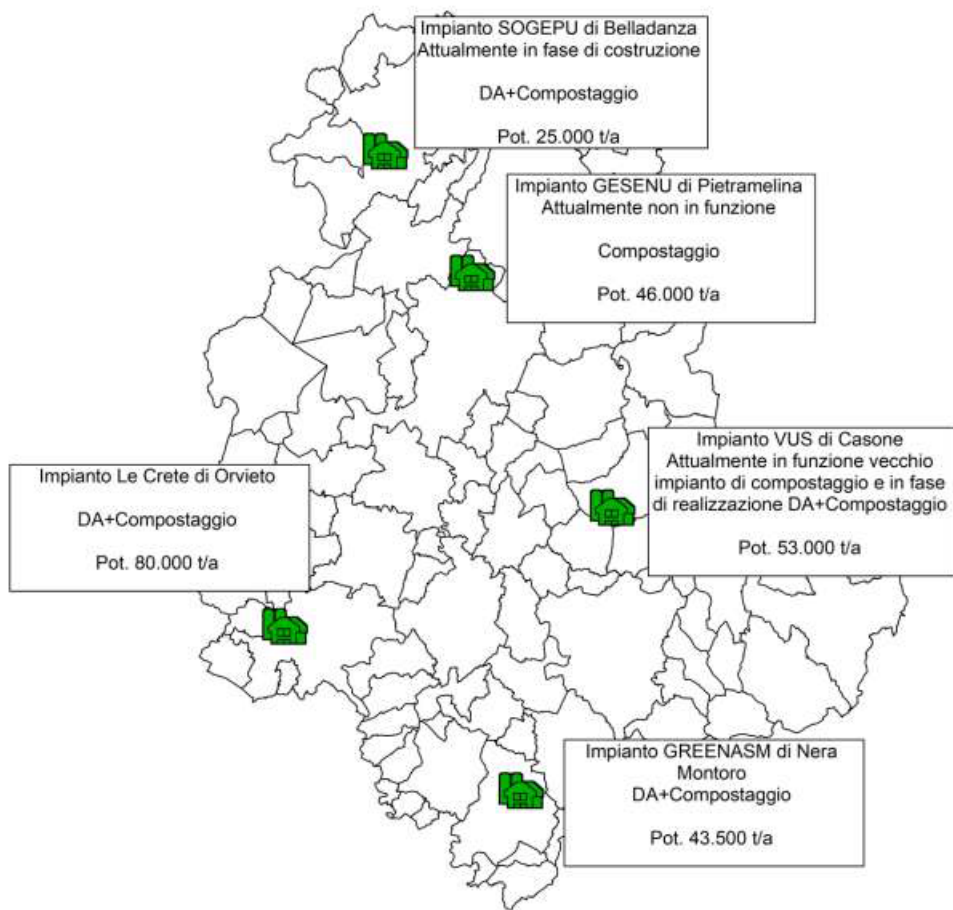 Impianto SOGEPU di Belladanza
Attualmente in fase di costruzione
DA+Compostaggio
Pot. 25.000 t/a
Impianto GESENU di Pietramelina
Attualmente non in funzione
Compostaggio
Pot. 46.000 t/a
Impianto VUS di Casone
Attualmente in funzione vecchio
impianto di compostaggio e in fase
di realizzazione DA+Compostaggio
Pot. 53.000 t/a
Impianto Le Crete di Orvieto
DA+Compostaggio
Pot. 80.000 t/a
Impianto GREENASM di Nera
Montoro
DA+Compostaggio
Pot. 43.500 t/a